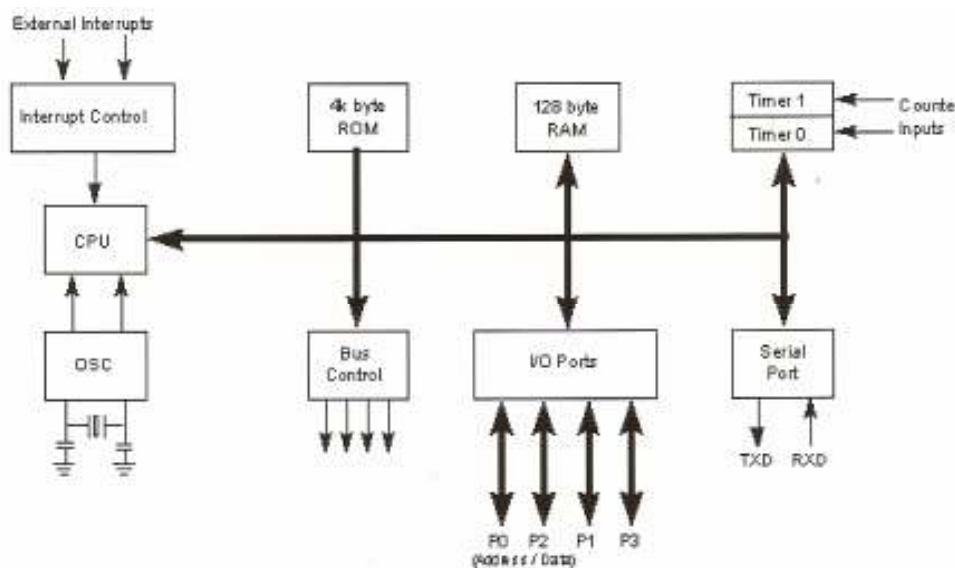 External Interrupts
Interrupt Control
4k byte
ROM
128 byte
RAM
Timer 1
Timer 0
Counte
Inputs
CPU
OSC
Bus
Control
I/O Ports
Serial
Port
TXD RXD
P0 P2 P1 P3
(Address / Data)